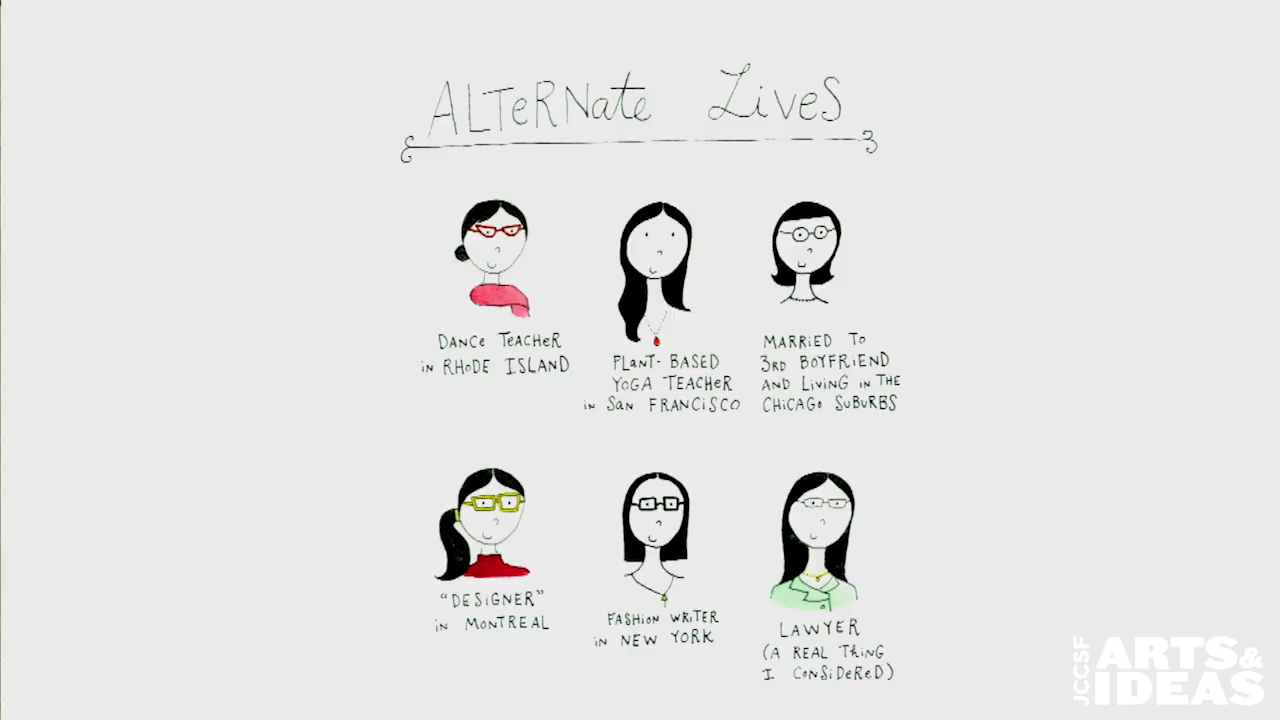 ALTeRNate Lives
DANCe TeACHeR
iN RHoDe ISLAND
PLaNT-BASED
YoGA TeACHeR
iN SaN FRANCiSCO
MARRiED To
3RD BOYFRiEND
AND LiViNG iN THE
CHiCAGo SuBURBS
"DESiGNER"
iN MoNTREAL
FASHioN WRiTER
iN NEW YORK
LAWYER
(A REAL THiNG
I CoNSiDeReD)
JCCSF
ARTS&
IDEAS